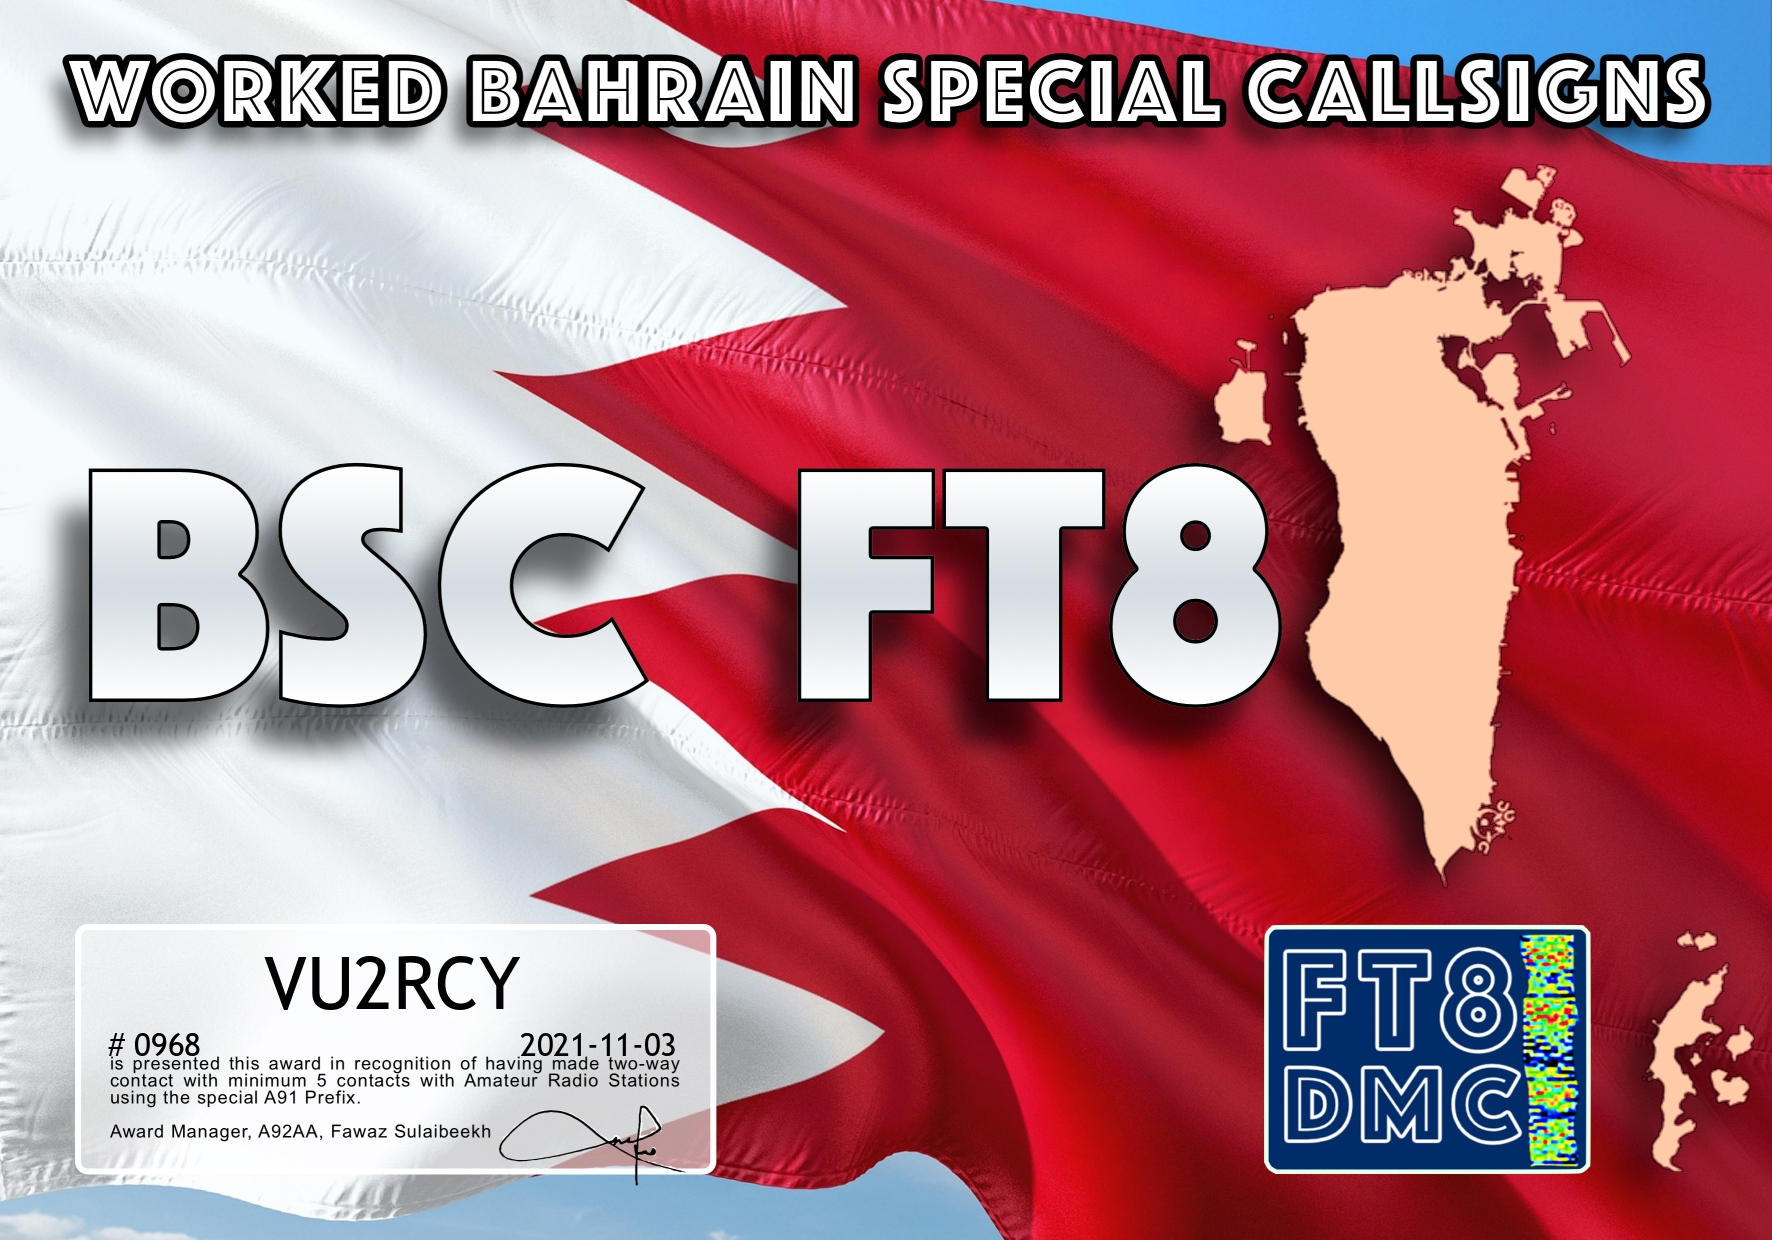 WORKED BAHRAIN SPECIAL CALLSIGNS
BSC FT8
VU2RCY
# 0968 2021-11-03
is presented this award in recognition of having made two-way
contact with minimum 5 contacts with Amateur Radio Stations
using the special A91 Prefix.
Award Manager, A92AA, Fawaz Sulaibeekh
FT8
DMC